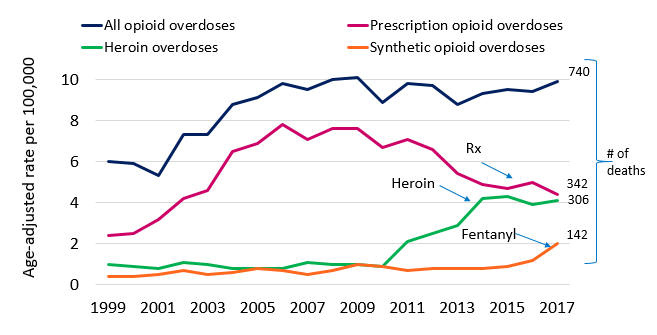 All opioid overdoses
Prescription opioid overdoses
Heroin overdoses
Synthetic opioid overdoses
Age-adjusted rate per 100,000
10
8
6
4
2
0
740
Rx
# of
deaths
Heroin
342
306
Fentanyl
142
1999 2001 2003 2005 2007 2009 2011 2013 2015 2017